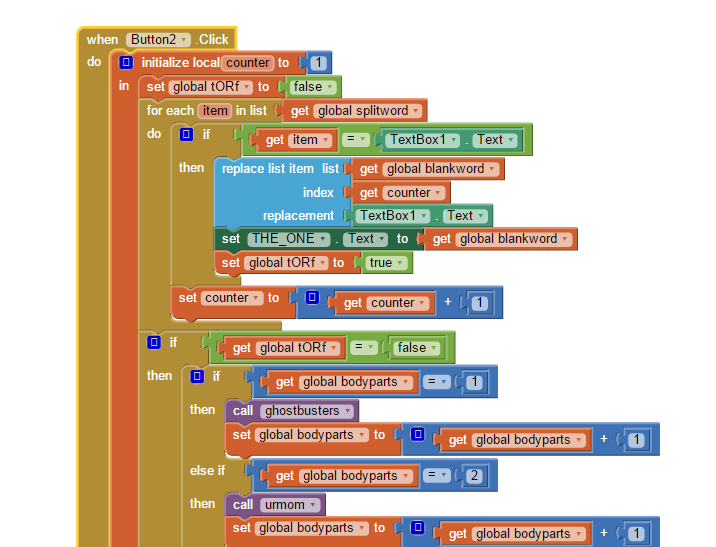 when Button2 .Click
do initialize local counter to 1
in set global tORf to false
for each item in list get global splitword
do if get item = TextBox1 . Text
then replace list item list get global blankword
index get counter
replacement TextBox1 . Text
set THE_ONE . Text to get global blankword
set global tORf to true
set counter to get counter + 1
if get global tORf = false
then if get global bodyparts = 1
then call ghostbusters
set global bodyparts to get global bodyparts + 1
else if get global bodyparts = 2
then call urmom
set global bodyparts to get global bodyparts + 1